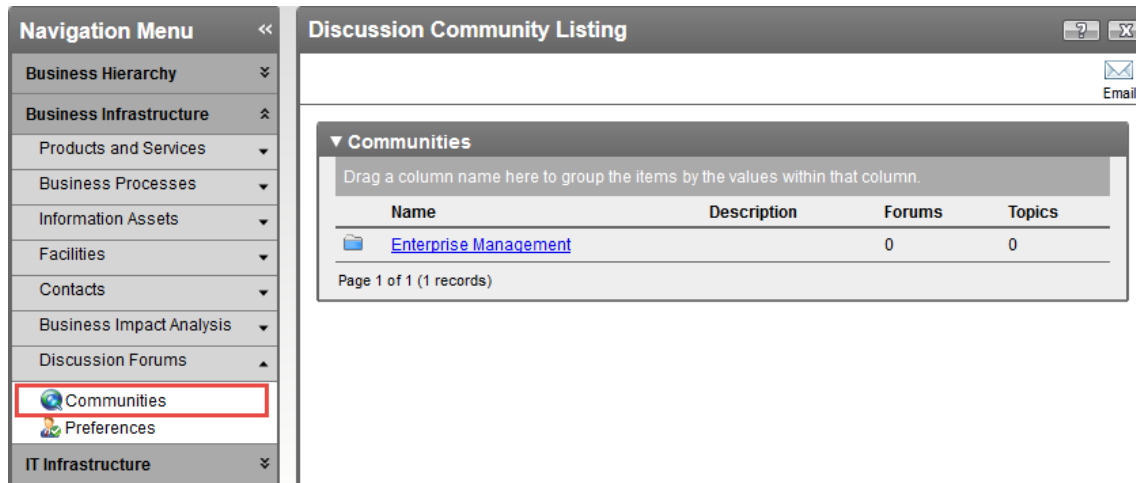 Navigation Menu «
Business Hierarchy
Business Infrastructure
Products and Services
Business Processes
Information Assets
Facilities
Contacts
Business Impact Analysis
Discussion Forums
Communities
Preferences
IT Infrastructure
Discussion Community Listing
? X
Email
Communities
Drag a column name here to group the items by the values within that column.
Name Description Forums Topics
Enterprise Management 0 0
Page 1 of 1 (1 records)